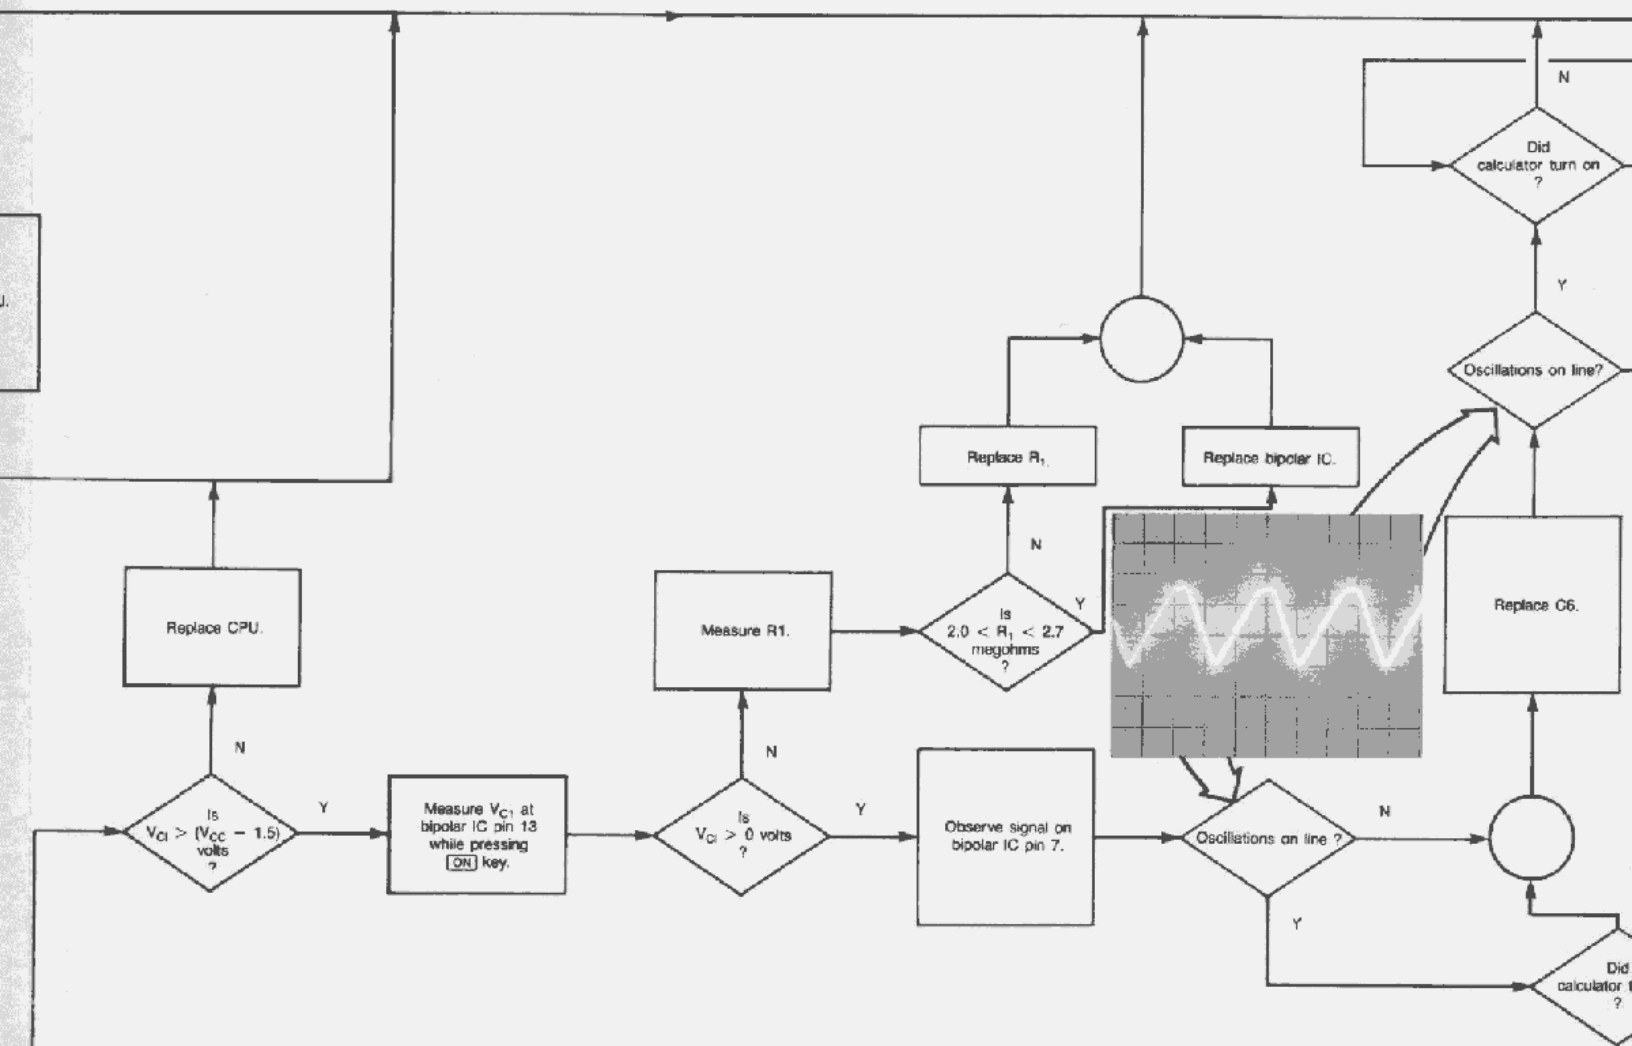 N
Did
calculator turn on
?
U.
Y
Oscillations on line?
Replace R1.
Replace bipolar IC.
N
Y
Replace CPU.
Measure R1.
Is
2.0 < R1 < 2.7
megohms
?
Replace C6.
N
N
Is
VCI > (VCC − 1.5)
volts
?
Y
Measure VC1 at
bipolar IC pin 13
while pressing
ON key.
Is
VCI > 0 volts
?
Y
Observe signal on
bipolar IC pin 7.
Oscillations on line ?
N
Y
Did
calculator
?